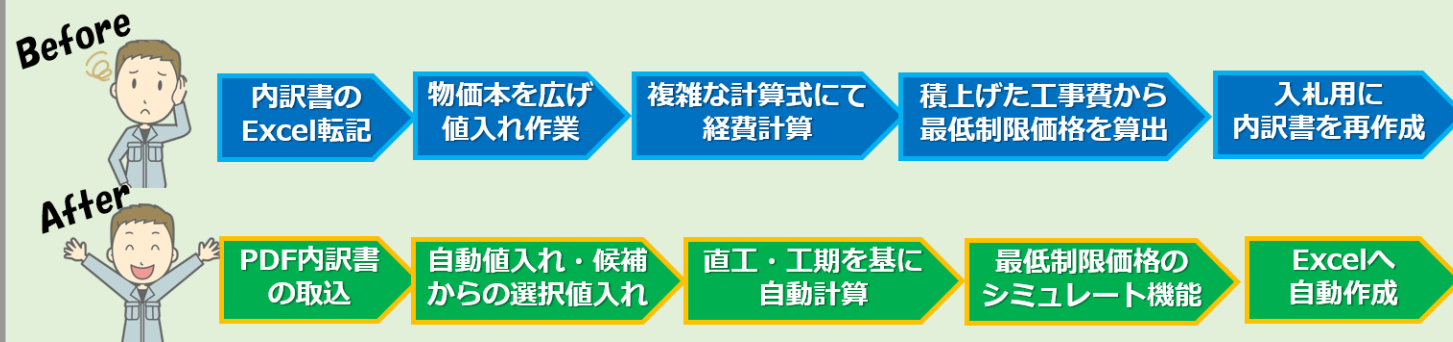 Before
内訳書の
Excel転記
物価本を広げ
値入れ作業
複雑な計算式にて
経費計算
積上げた工事費から
最低制限価格を算出
入札用に
内訳書を再作成
After
PDF内訳書
の取込
自動値入れ・候補
からの選択値入れ
直工・工期を基に
自動計算
最低制限価格の
シミュレート機能
Excelへ
自動作成